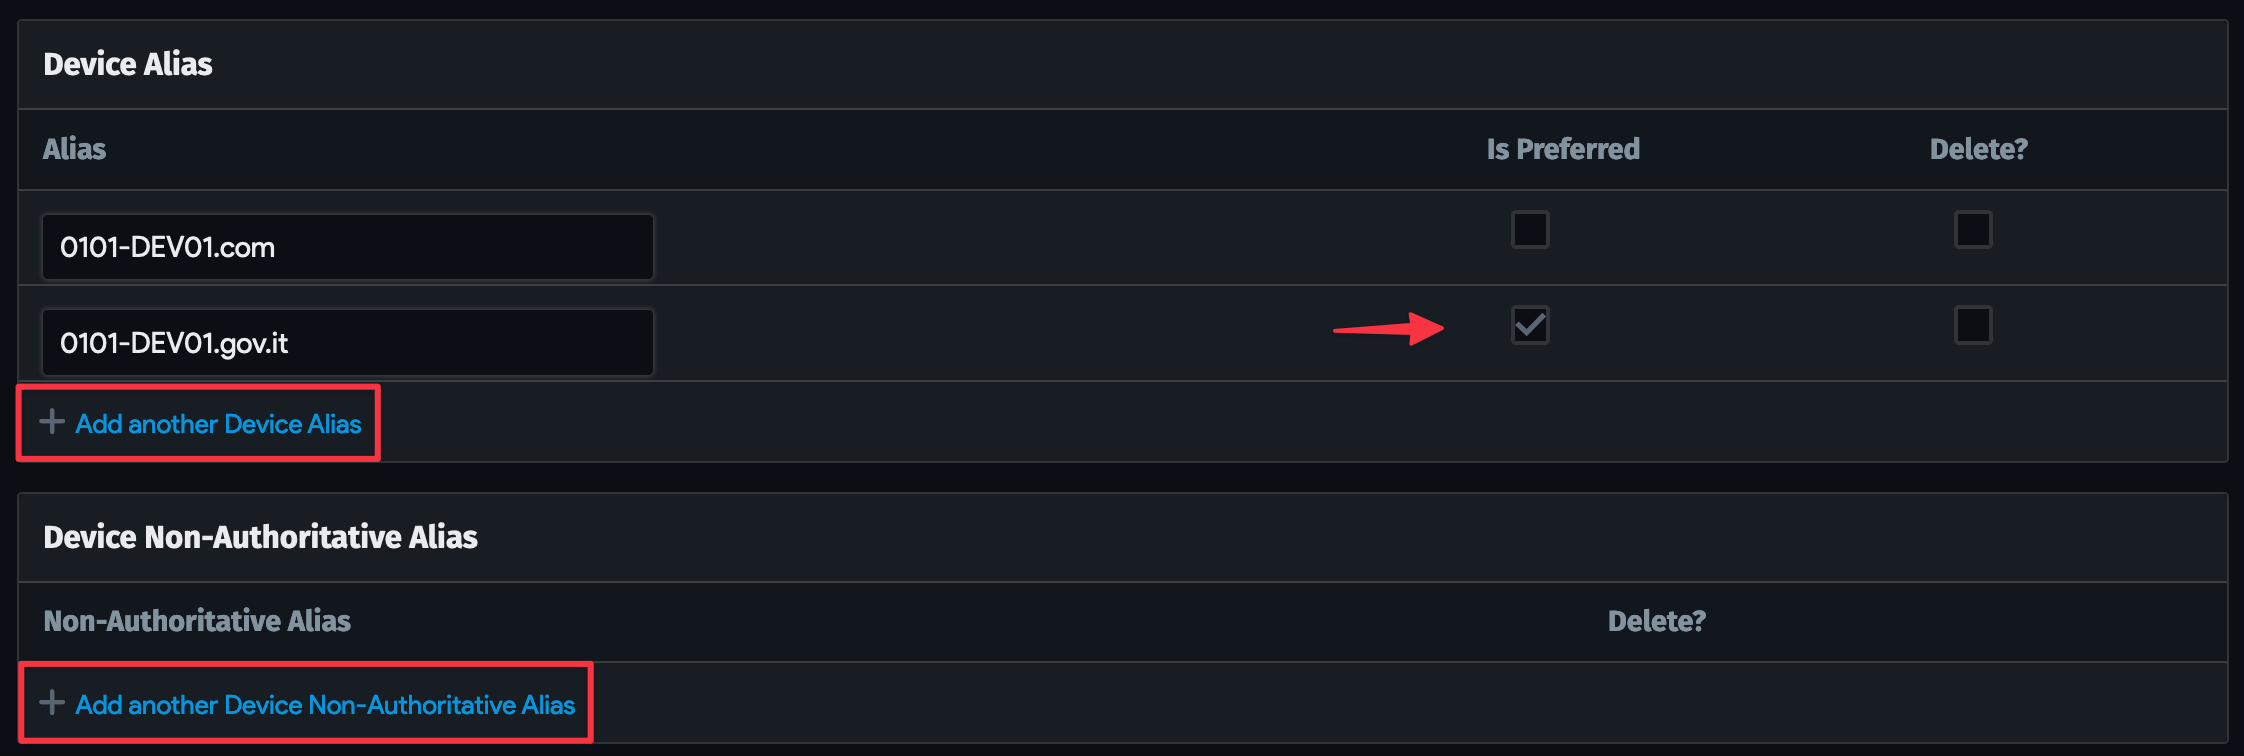 Device Alias
Alias Is Preferred Delete?
0101-DEV01.com
0101-DEV01.gov.it
Add another Device Alias
Device Non-Authoritative Alias
Non-Authoritative Alias Delete?
Add another Device Non-Authoritative Alias